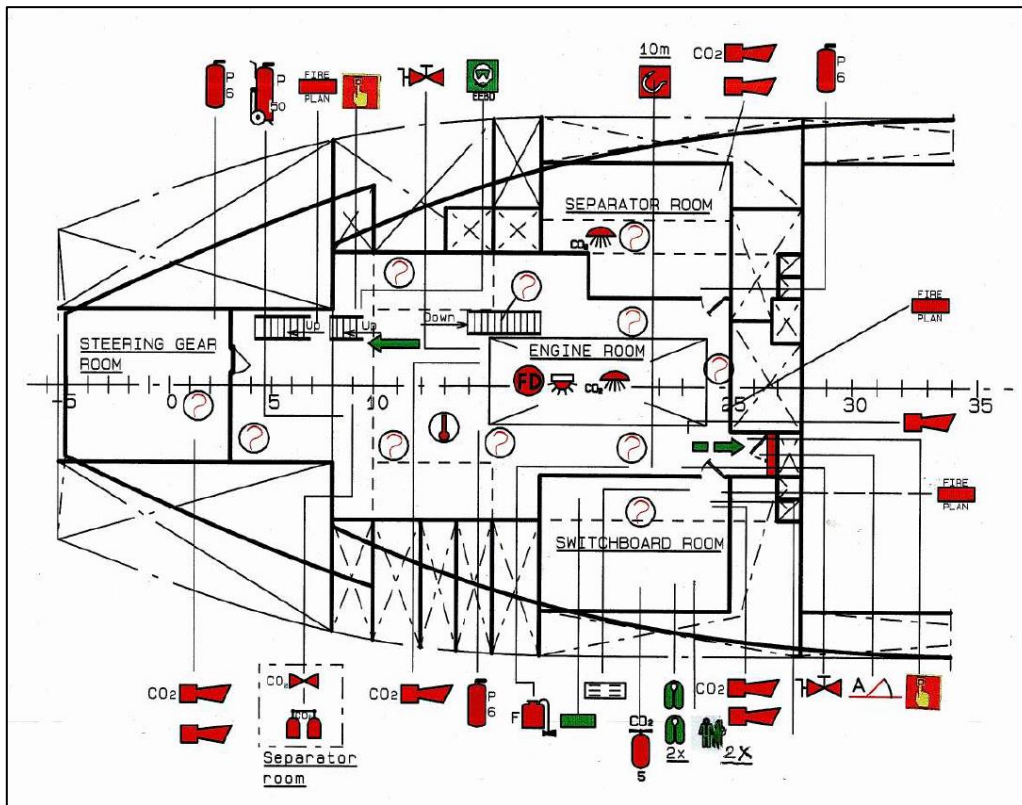 10m
CO2
P
6
P
50
FIRE
PLAN
EEBD
P
6
SEPARATOR ROOM
CO2
FIRE
PLAN
Up
Up
Down
STEERING GEAR
ROOM
ENGINE ROOM
FD
CO2
-5
0
5
10
25
30
35
FIRE
PLAN
SWITCHBOARD ROOM
CO2
CO2
CO2
Separator
room
CO2
P
6
F
CO2
5
2x
2X
CO2
A